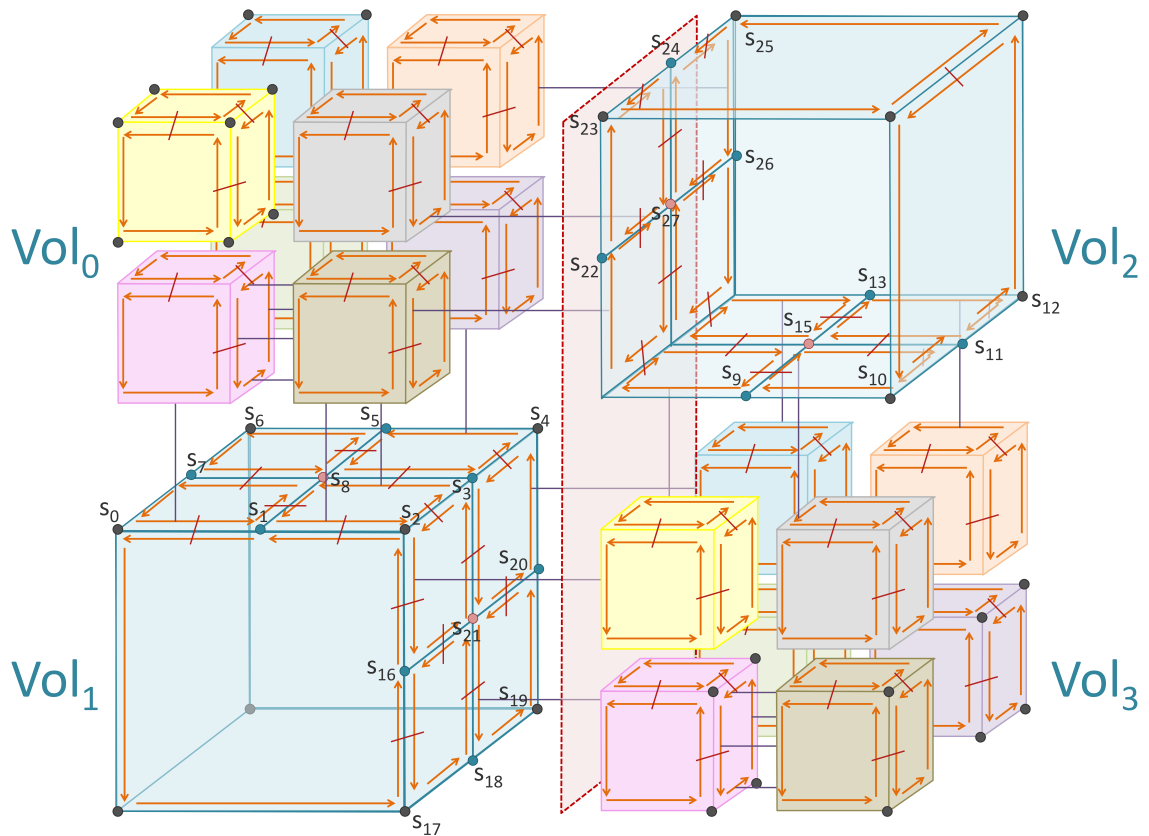 s₂₄
s₂₅
s₂₃
s₂₆
s₂₇
Vol₀
Vol₂
s₂₂
s₁₃
s₁₂
s₁₅
s₁₁
s₉
s₁₀
s₆
s₅
s₄
s₇
s₈
s₃
s₀
s₁
s₂
s₂₀
s₂₁
s₁₆
Vol₁
s₁₉
Vol₃
s₁₈
s₁₇